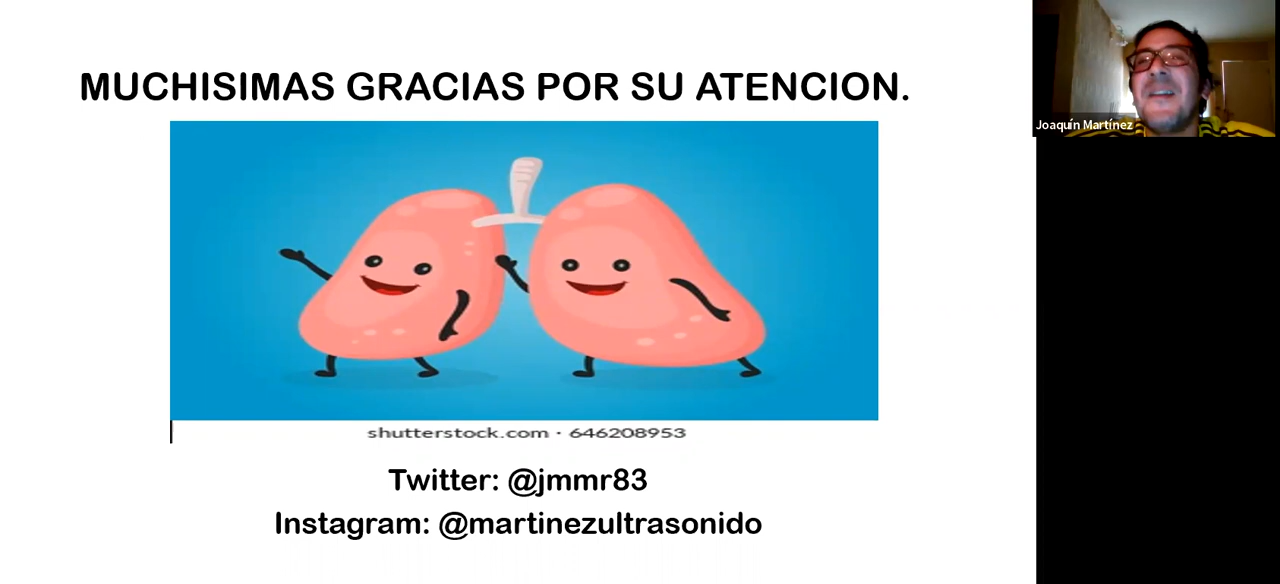 MUCHISIMAS GRACIAS POR SU ATENCION.
Joaquín Martínez
shutterstock.com · 646208953
Twitter: @jmmr83
Instagram: @martinezultrasonido